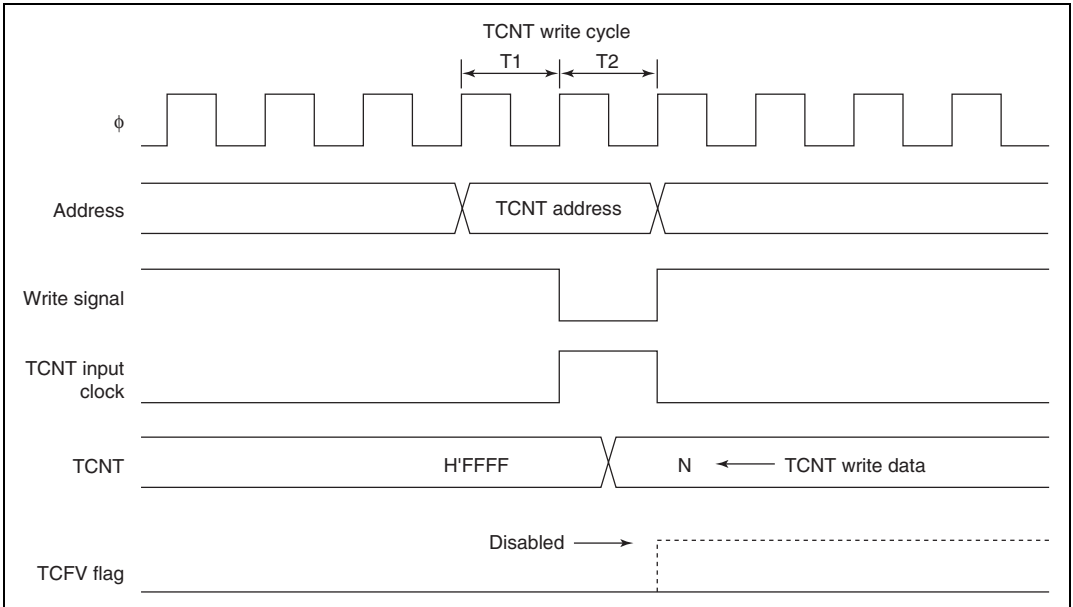 TCNT write cycle
T1 T2
ϕ
Address
TCNT address
Write signal
TCNT input
clock
TCNT
H'FFFF
N
TCNT write data
Disabled
TCFV flag